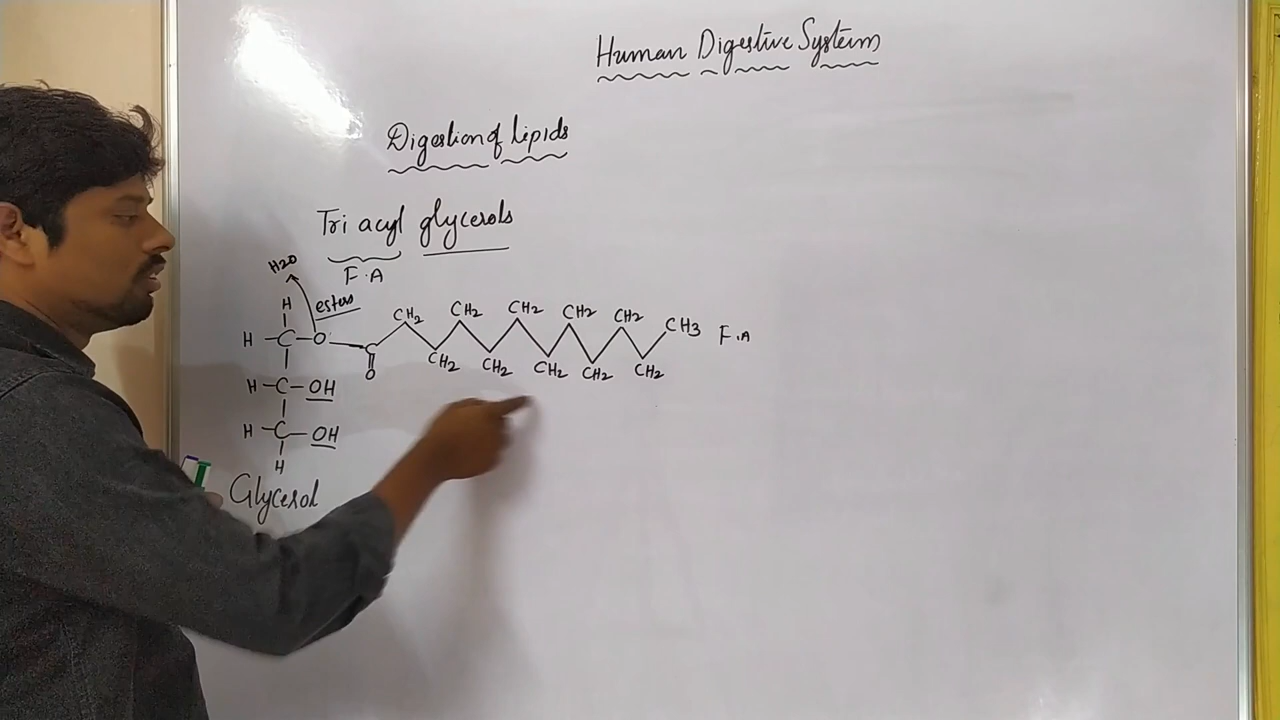 Human Digestive System
Digestion of lipids
Tri acyl glycerols
F.A
H2O
esters
H
H-C-O-C CH2 CH2 CH2 CH2 CH2 CH3 F.A
O CH2 CH2 CH2 CH2 CH2
H-C-OH
H-C-OH
H
Glycerol